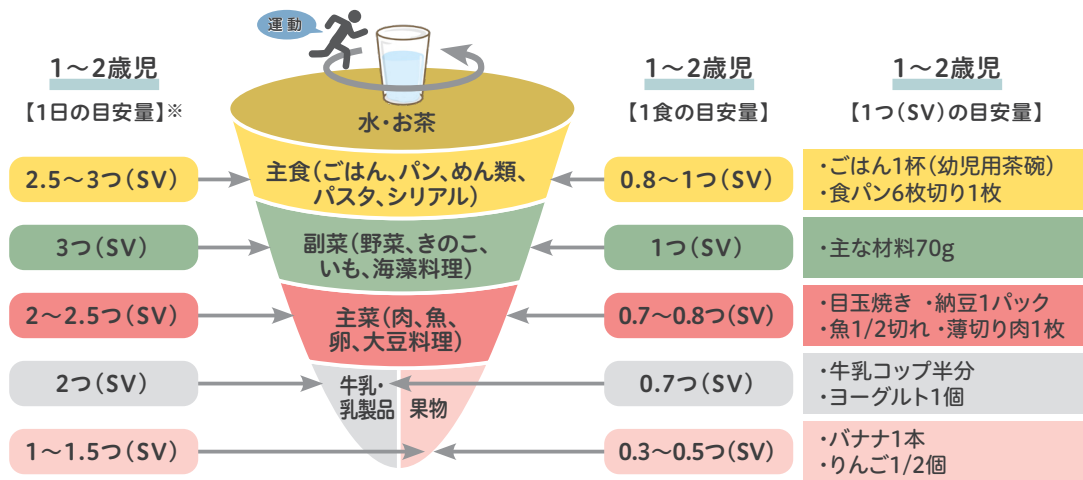 運動
1〜2歳児
【1日の目安量】※
1〜2歳児
【1食の目安量】
1〜2歳児
【1つ(SV)の目安量】
水・お茶
2.5〜3つ(SV)
主食(ごはん、パン、めん類、
パスタ、シリアル)
0.8〜1つ(SV)
・ごはん1杯(幼児用茶碗)
・食パン6枚切り1枚
3つ(SV)
副菜(野菜、きのこ、
いも、海藻料理)
1つ(SV)
・主な材料70g
2〜2.5つ(SV)
主菜(肉、魚、
卵、大豆料理)
0.7〜0.8つ(SV)
・目玉焼き ・納豆1パック
・魚1/2切れ ・薄切り肉1枚
2つ(SV)
牛乳・
乳製品
果物
0.7つ(SV)
・牛乳コップ半分
・ヨーグルト1個
1〜1.5つ(SV)
0.3〜0.5つ(SV)
・バナナ1本
・りんご1/2個